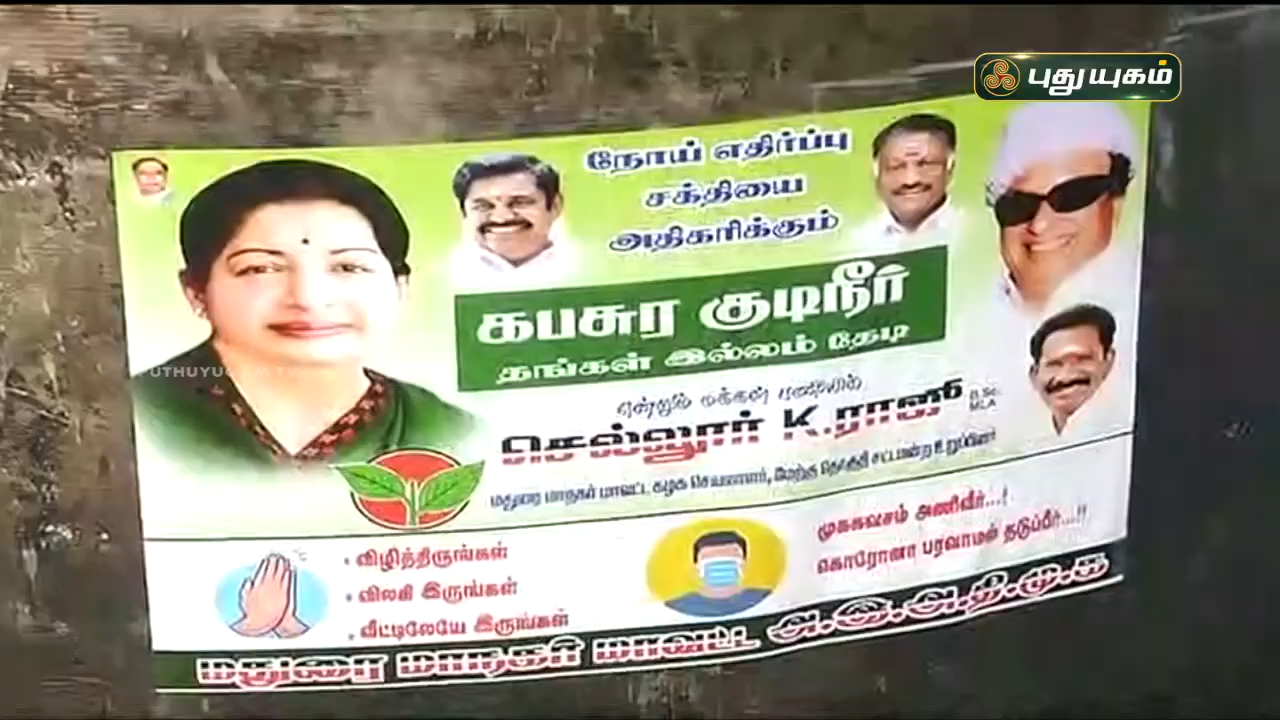 புதுயுகம்
நோய் எதிர்ப்பு
சக்தியை
அதிகரிக்கும்
கபசுர குடிநீர்
தங்கள் இல்லம் தேடி
என்றும் மக்கள் பணியில்
செல்லூர் K.ராஜூ B.Sc. MLA
மதுரை மாநகர் மாவட்ட கழக செயலாளர், மேற்கு தொகுதி சட்டமன்ற உறுப்பினர்
PUTHUYUGAM TV
• விழித்திருங்கள்
• விலகி இருங்கள்
• வீட்டிலேயே இருங்கள்
முககவசம் அணிவீர்...!
கொரோனா பரவாமல் தடுப்பீர்...!!
மதுரை மாநகர் மாவட்ட அ.இ.அ.தி.மு.க